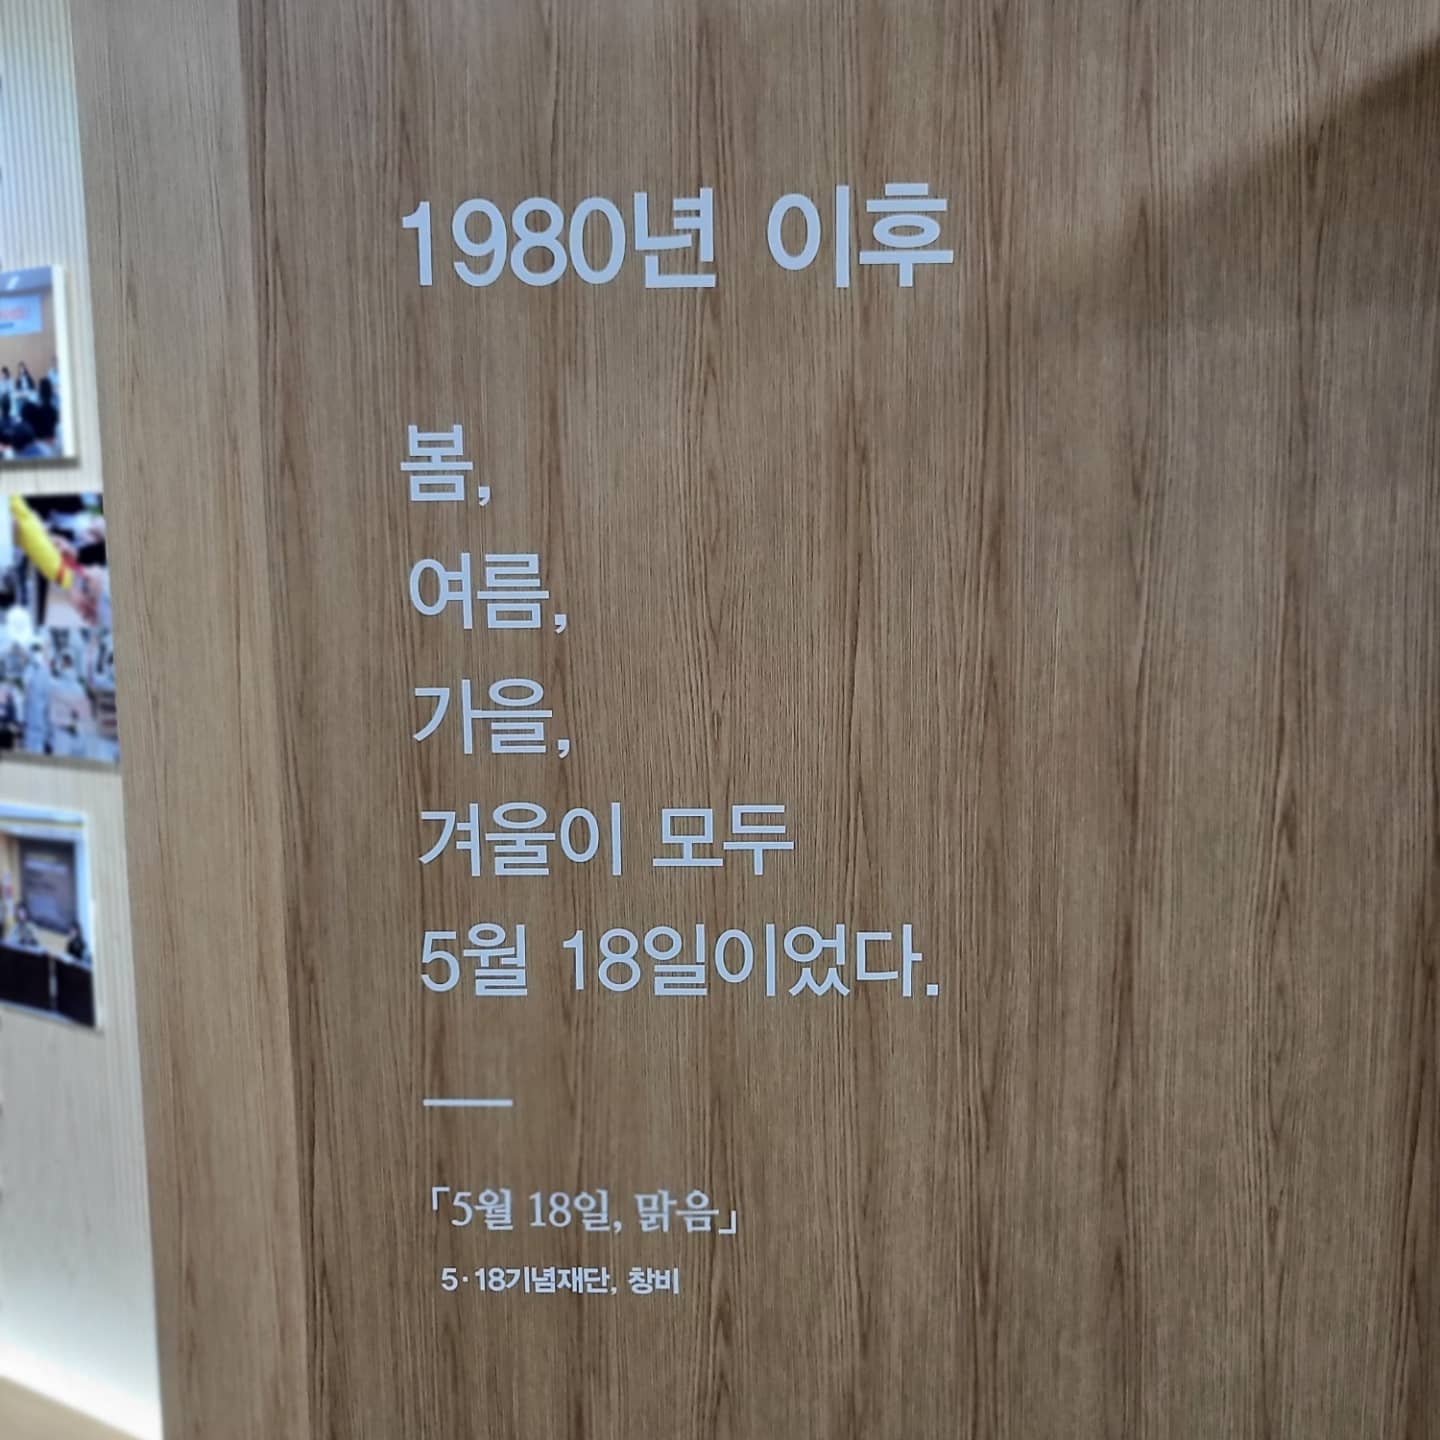 1980년 이후
봄,
여름,
가을,
겨울이 모두
5월 18일이었다.
「5월 18일, 맑음」
5·18기념재단, 창비